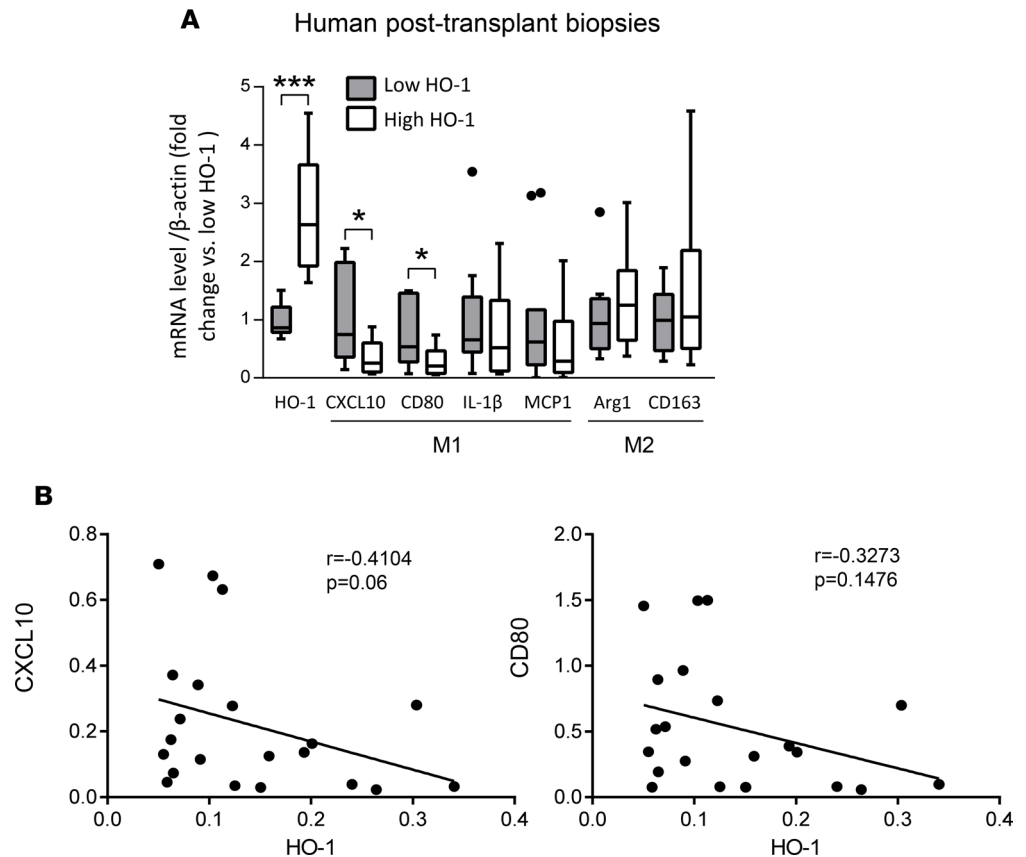 A
Human post-transplant biopsies
mRNA level /β-actin (fold
change vs. low HO-1 )
5
4
3
2
1
0
***
*
*
Low HO-1
High HO-1
HO-1 CXCL10 CD80 IL-1β MCP1 Arg1 CD163
M1 M2
B
CXCL10
0.8
0.6
0.4
0.2
0.0
r=-0.4104
p=0.06
0.0 0.1 0.2 0.3 0.4
HO-1
CD80
2.0
1.5
1.0
0.5
0.0
r=-0.3273
p=0.1476
0.0 0.1 0.2 0.3 0.4
HO-1